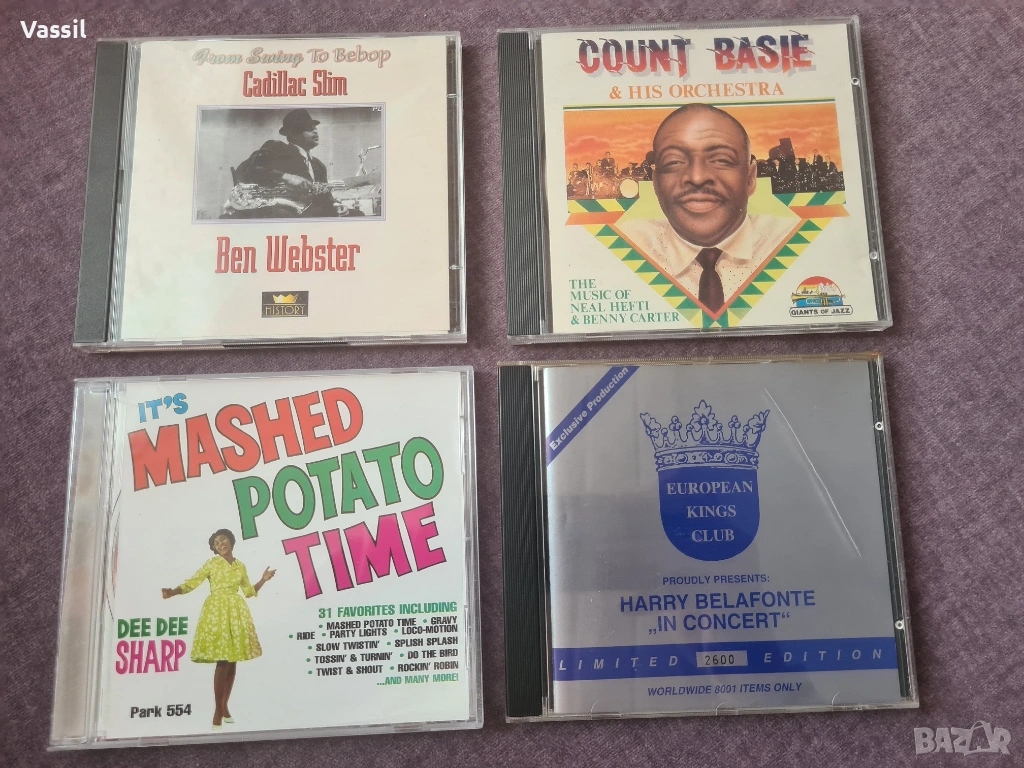 Vassil
From Swing To Bebop
Cadillac Slim
Ben Webster
HISTORY
COUNT BASIE
& HIS ORCHESTRA
THE
MUSIC OF
NEAL HEFTI
& BENNY CARTER
GIANTS OF JAZZ
IT'S
MASHED
POTATO
TIME
31 FAVORITES INCLUDING
• MASHED POTATO TIME • GRAVY
• RIDE • PARTY LIGHTS • LOCO-MOTION
• SLOW TWISTIN' • SPLISH SPLASH
• TOSSIN' & TURNIN' • DO THE BIRD
• TWIST & SHOUT • ROCKIN' ROBIN
...AND MANY MORE!
DEE DEE
SHARP
Park 554
Exclusive Production
EUROPEAN
KINGS
CLUB
PROUDLY PRESENTS:
HARRY BELAFONTE
„IN CONCERT“
LIMITED 2600 EDITION
WORLDWIDE 8001 ITEMS ONLY
BAZAR